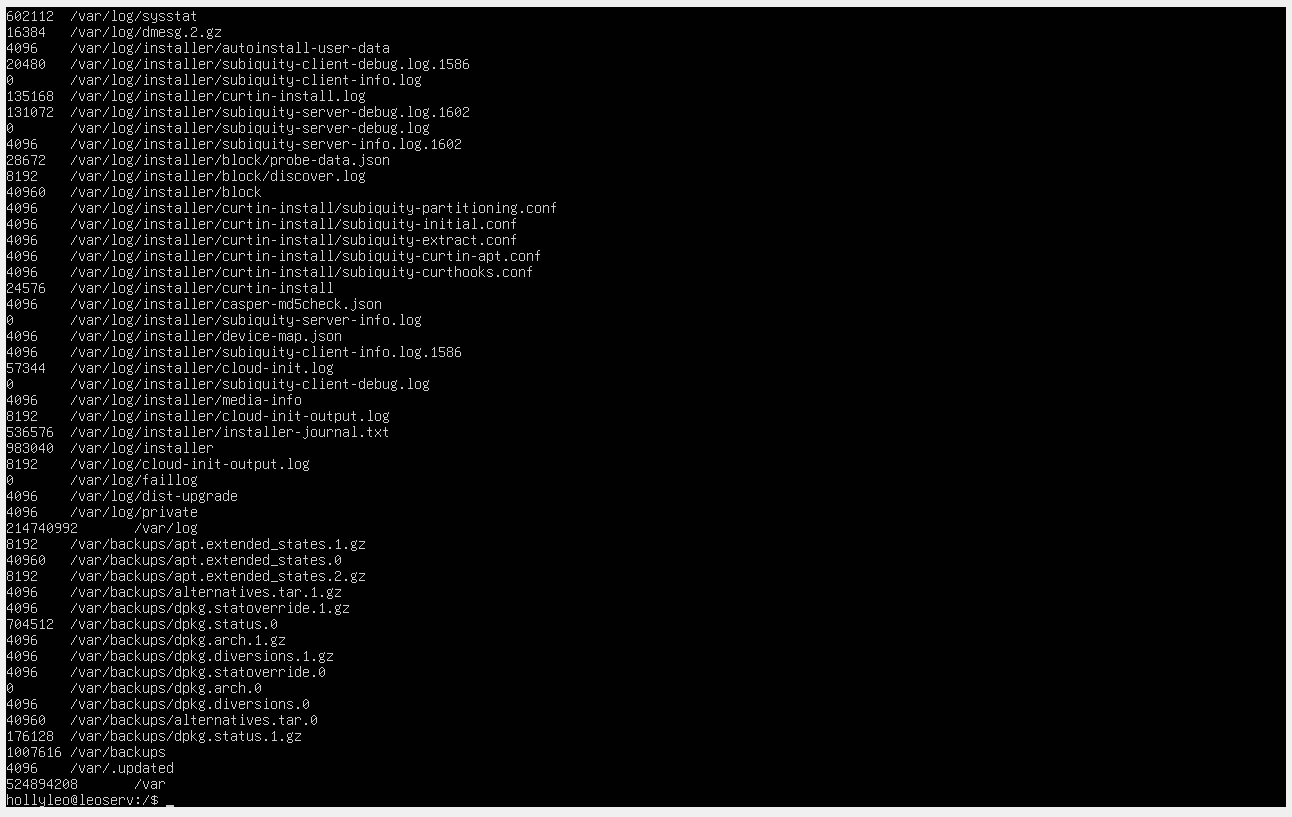 602112  /var/log/sysstat
16384   /var/log/dmesg.2.gz
4096    /var/log/installer/autoinstall-user-data
20480   /var/log/installer/subiquity-client-debug.log.1586
0       /var/log/installer/subiquity-client-info.log
135168  /var/log/installer/curtin-install.log
131072  /var/log/installer/subiquity-server-debug.log.1602
0       /var/log/installer/subiquity-server-debug.log
4096    /var/log/installer/subiquity-server-info.log.1602
28672   /var/log/installer/block/probe-data.json
8192    /var/log/installer/block/discover.log
40960   /var/log/installer/block
4096    /var/log/installer/curtin-install/subiquity-partitioning.conf
4096    /var/log/installer/curtin-install/subiquity-initial.conf
4096    /var/log/installer/curtin-install/subiquity-extract.conf
4096    /var/log/installer/curtin-install/subiquity-curtin-apt.conf
4096    /var/log/installer/curtin-install/subiquity-curthooks.conf
24576   /var/log/installer/curtin-install
4096    /var/log/installer/casper-md5check.json
0       /var/log/installer/subiquity-server-info.log
4096    /var/log/installer/device-map.json
4096    /var/log/installer/subiquity-client-info.log.1586
57344   /var/log/installer/cloud-init.log
0       /var/log/installer/subiquity-client-debug.log
4096    /var/log/installer/media-info
8192    /var/log/installer/cloud-init-output.log
536576  /var/log/installer/installer-journal.txt
983040  /var/log/installer
8192    /var/log/cloud-init-output.log
0       /var/log/faillog
4096    /var/log/dist-upgrade
4096    /var/log/private
214740992       /var/log
8192    /var/backups/apt.extended_states.1.gz
40960   /var/backups/apt.extended_states.0
8192    /var/backups/apt.extended_states.2.gz
4096    /var/backups/alternatives.tar.1.gz
4096    /var/backups/dpkg.statoverride.1.gz
704512  /var/backups/dpkg.status.0
4096    /var/backups/dpkg.arch.1.gz
4096    /var/backups/dpkg.diversions.1.gz
4096    /var/backups/dpkg.statoverride.0
0       /var/backups/dpkg.arch.0
4096    /var/backups/dpkg.diversions.0
40960   /var/backups/alternatives.tar.0
176128  /var/backups/dpkg.status.1.gz
1007616 /var/backups
4096    /var/.updated
524894208       /var
hollyleo@leoserv:/$ _